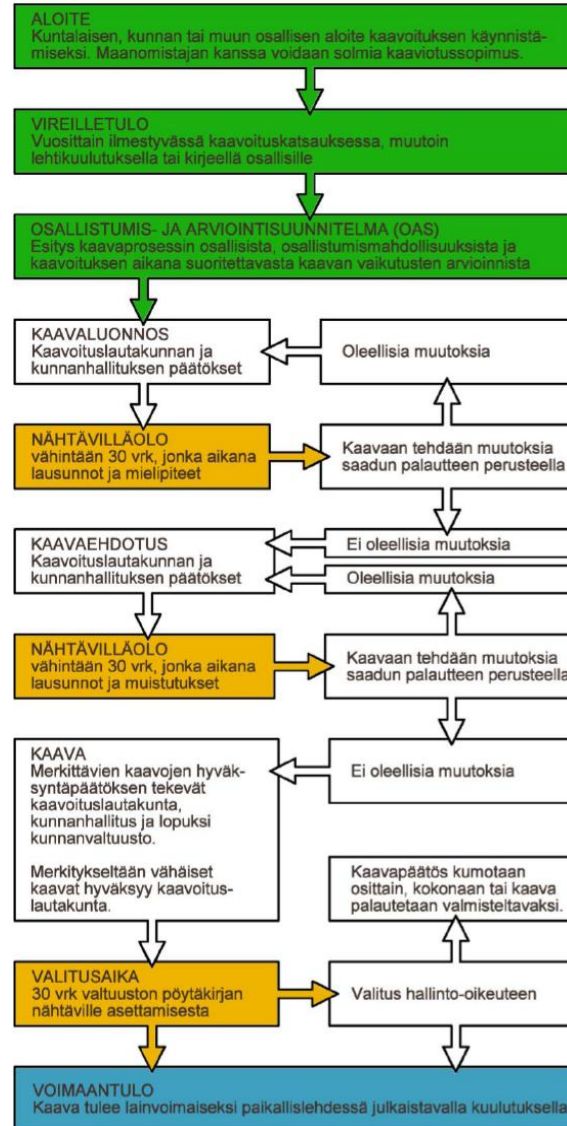 ALOITE
Kuntalaisen, kunnan tai muun osallisen aloite kaavoituksen käynnistä-
miseksi. Maanomistajan kanssa voidaan solmia kaaviotussopimus.
VIREILLETULO
Vuosittain ilmestyvässä kaavoituskatsauksessa, muutoin
lehtikuulutuksella tai kirjeellä osallisille
OSALLISTUMIS- JA ARVIOINTISUUNNITELMA (OAS)
Esitys kaavaprosessin osallisista, osallistumismahdollisuuksista ja
kaavoituksen aikana suoritettavasta kaavan vaikutusten arvioinnista
KAAVALUONNOS
Kaavoituslautakunnan ja
kunnanhallituksen päätökset
Oleellisia muutoksia
NÄHTÄVILLÄOLO
vähintään 30 vrk, jonka aikana
lausunnot ja mielipiteet
Kaavaan tehdään muutoksia
saadun palautteen perusteella
KAAVAEHDOTUS
Kaavoituslautakunnan ja
kunnanhallituksen päätökset
Ei oleellisia muutoksia
Oleellisia muutoksia
NÄHTÄVILLÄOLO
vähintään 30 vrk, jonka aikana
lausunnot ja muistutukset
Kaavaan tehdään muutoksia
saadun palautteen perusteella
KAAVA
Merkittävien kaavojen hyväk-
syntäpäätöksen tekevät
kaavoituslautakunta,
kunnanhallitus ja lopuksi
kunnanvaltuusto.
Merkitykseltään vähäiset
kaavat hyväksyy kaavoitus-
lautakunta.
Ei oleellisia muutoksia
Kaavapäätös kumotaan
osittain, kokonaan tai kaava
palautetaan valmisteltavaksi.
VALITUSAIKA
30 vrk valtuuston pöytäkirjan
nähtäville asettamisesta
Valitus hallinto-oikeuteen
VOIMAANTULO
Kaava tulee lainvoimaiseksi paikallislehdessä julkaistavalla kuulutuksella